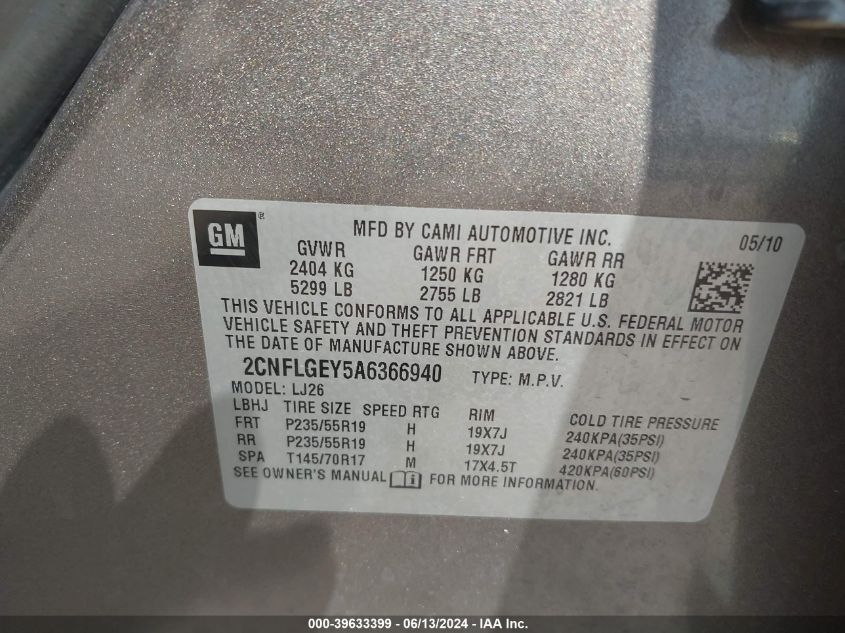 GM ®
MFD BY CAMI AUTOMOTIVE INC. 05/10
GVWR GAWR FRT GAWR RR
2404 KG 1250 KG 1280 KG
5299 LB 2755 LB 2821 LB
THIS VEHICLE CONFORMS TO ALL APPLICABLE U.S. FEDERAL MOTOR
VEHICLE SAFETY AND THEFT PREVENTION STANDARDS IN EFFECT ON
THE DATE OF MANUFACTURE SHOWN ABOVE.
2CNFLGEY5A6366940 TYPE: M.P.V.
MODEL: LJ26
LBHJ TIRE SIZE SPEED RTG RIM COLD TIRE PRESSURE
FRT P235/55R19 H 19X7J 240KPA(35PSI)
RR P235/55R19 H 19X7J 240KPA(35PSI)
SPA T145/70R17 M 17X4.5T 420KPA(60PSI)
SEE OWNER'S MANUAL i FOR MORE INFORMATION.
000-39633399 - 06/13/2024 - IAA Inc.